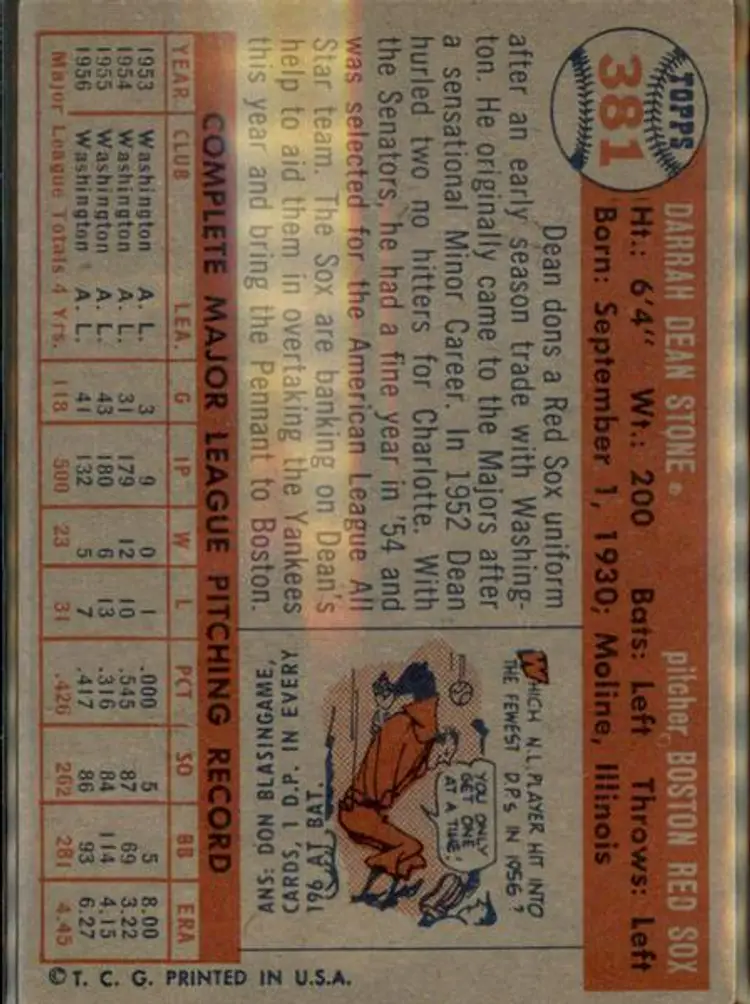 TOPPS
381
DARRAH DEAN STONE pitcher, BOSTON RED SOX
Ht.: 6'4" Wt.: 200 Bats: Left Throws: Left
Born: September 1, 1930; Moline, Illinois
Dean dons a Red Sox uniform
after an early season trade with Washing-
ton. He originally came to the Majors after
a sensational Minor Career. In 1952 Dean
hurled two no hitters for Charlotte. With
the Senators, he had a fine year in '54 and
was selected for the American League All
Star team. The Sox are banking on Dean's
help to aid them in overtaking the Yankees
this year and bring the Pennant to Boston.
WHICH N.L. PLAYER HIT INTO
THE FEWEST D.P.s IN 1956?
YOU ONLY
GET ONE
AT A TIME!
ANS: DON BLASINGAME,
CARDS, 1 D.P. IN EVERY
196 AT BAT.
COMPLETE MAJOR LEAGUE PITCHING RECORD
YEAR CLUB LEA. G IP W L PCT SO BB ERA
1953 Washington A. L. 3 9 0 1 .000 5 5 8.00
1954 Washington A. L. 31 179 12 10 .545 87 69 3.22
1955 Washington A. L. 43 180 6 13 .316 84 114 4.15
1956 Washington A. L. 41 132 5 7 .417 86 93 6.27
Major League Totals 4 Yrs. 118 500 23 31 .426 262 281 4.45
© T. C. G. PRINTED IN U.S.A.